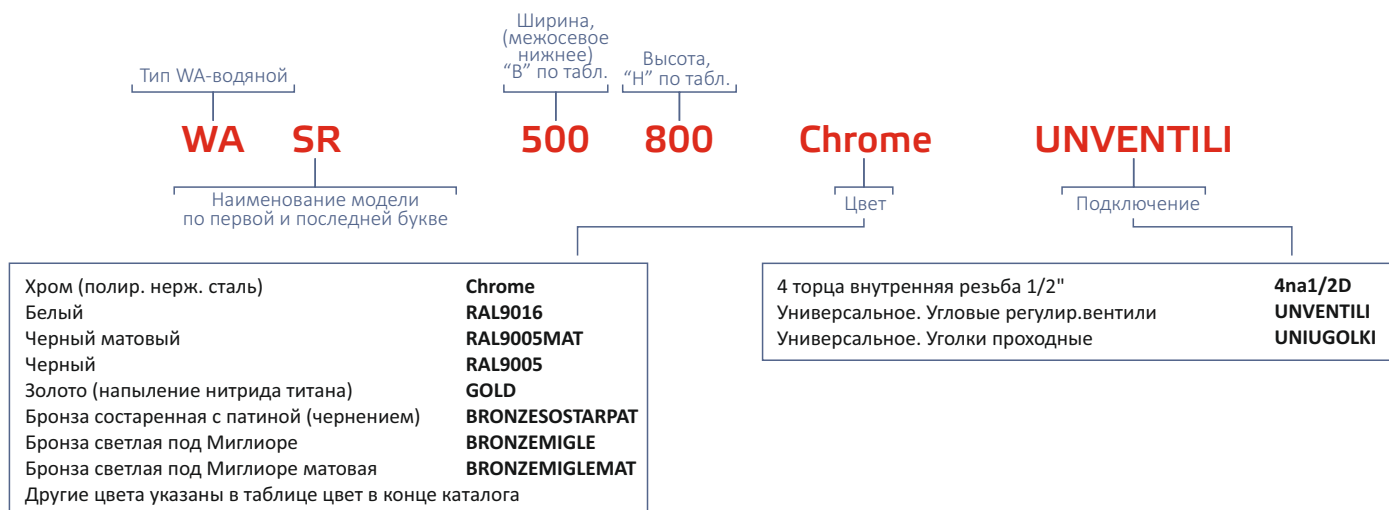 Ширина,
(межосевое
нижнее)
“B” по табл.
Высота,
“H” по табл.
Тип WA-водяной
WA SR 500 800 Chrome UNVENTILI
Наименование модели
по первой и последней букве
Цвет
Подключение
Хром (полир. нерж. сталь) Chrome
Белый RAL9016
Черный матовый RAL9005MAT
Черный RAL9005
Золото (напыление нитрида титана) GOLD
Бронза состаренная с патиной (чернением) BRONZESOSTARPAT
Бронза светлая под Миглиоре BRONZEMIGLE
Бронза светлая под Миглиоре матовая BRONZEMIGLEMAT
Другие цвета указаны в таблице цвет в конце каталога
4 торца внутренняя резьба 1/2" 4na1/2D
Универсальное. Угловые регулир.вентили UNVENTILI
Универсальное. Уголки проходные UNIUGOLKI